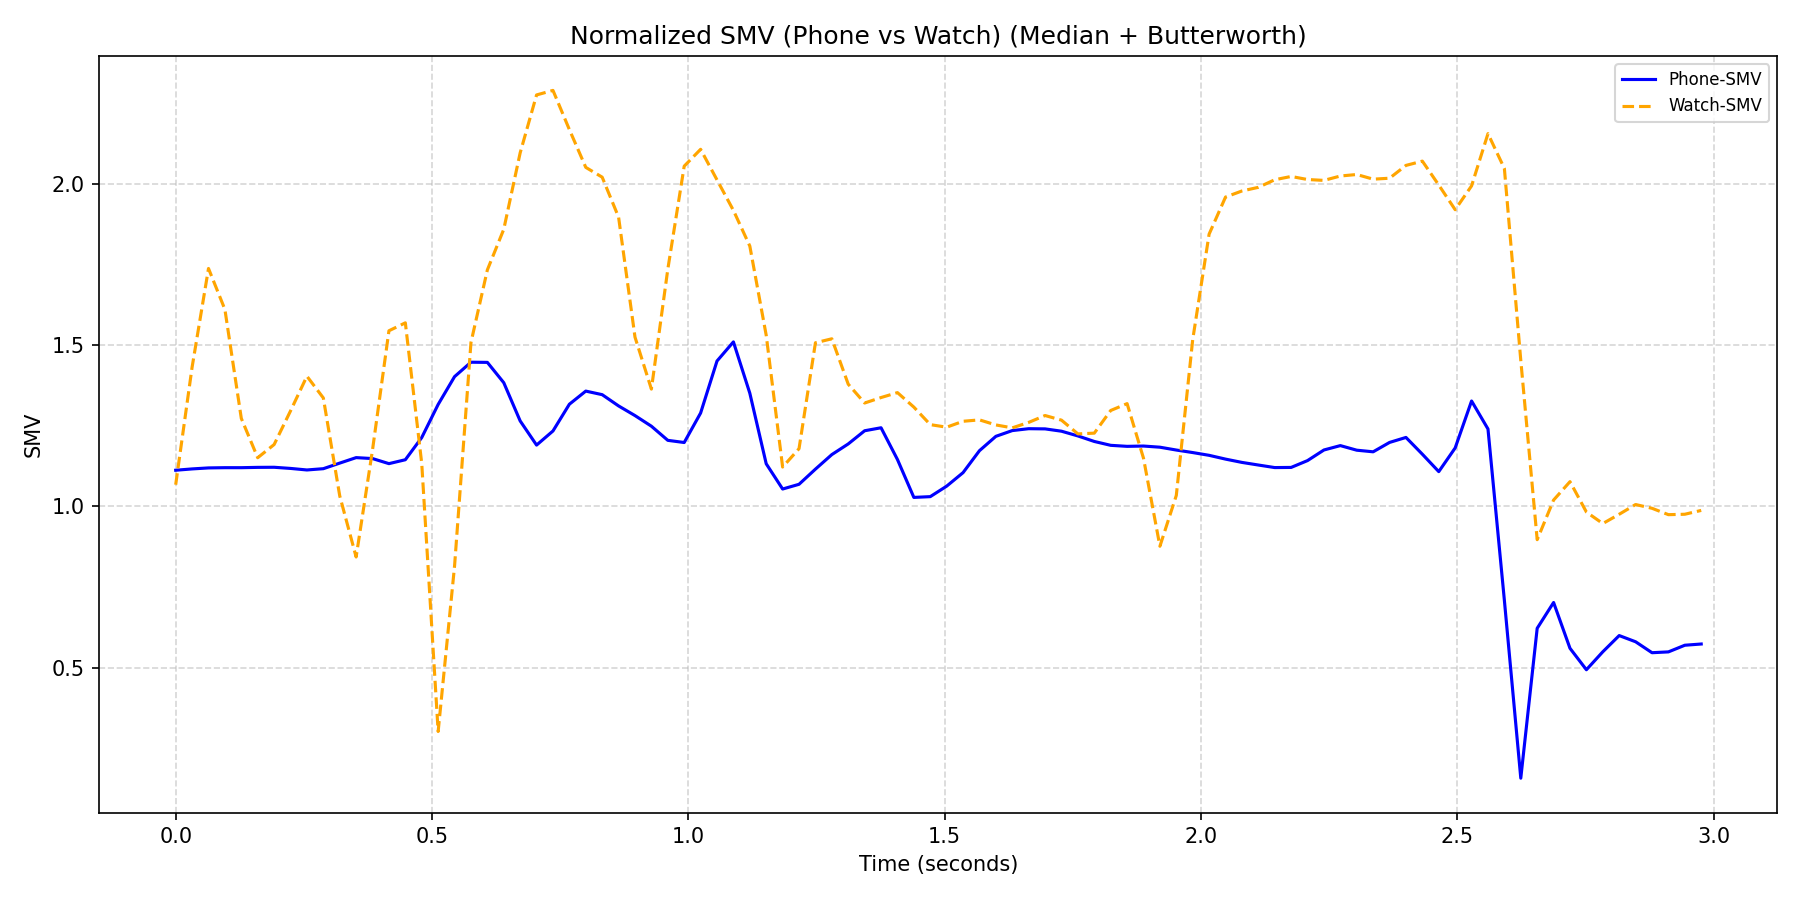 Normalized SMV (Phone vs Watch) (Median + Butterworth)
Phone-SMV
Watch-SMV
SMV
2.0
1.5
1.0
0.5
0.0
0.5
1.0
1.5
2.0
2.5
3.0
Time (seconds)